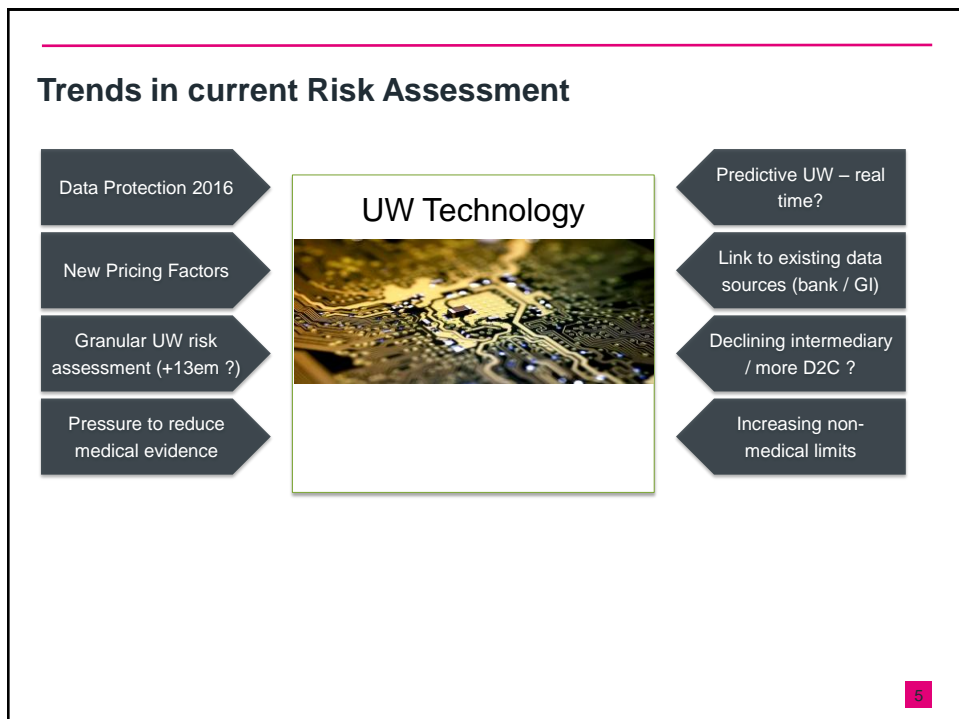 Trends in current Risk Assessment
Data Protection 2016
New Pricing Factors
Granular UW risk
assessment (+13em ?)
Pressure to reduce
medical evidence
UW Technology
Predictive UW – real
time?
Link to existing data
sources (bank / GI)
Declining intermediary
/ more D2C ?
Increasing non-
medical limits
5